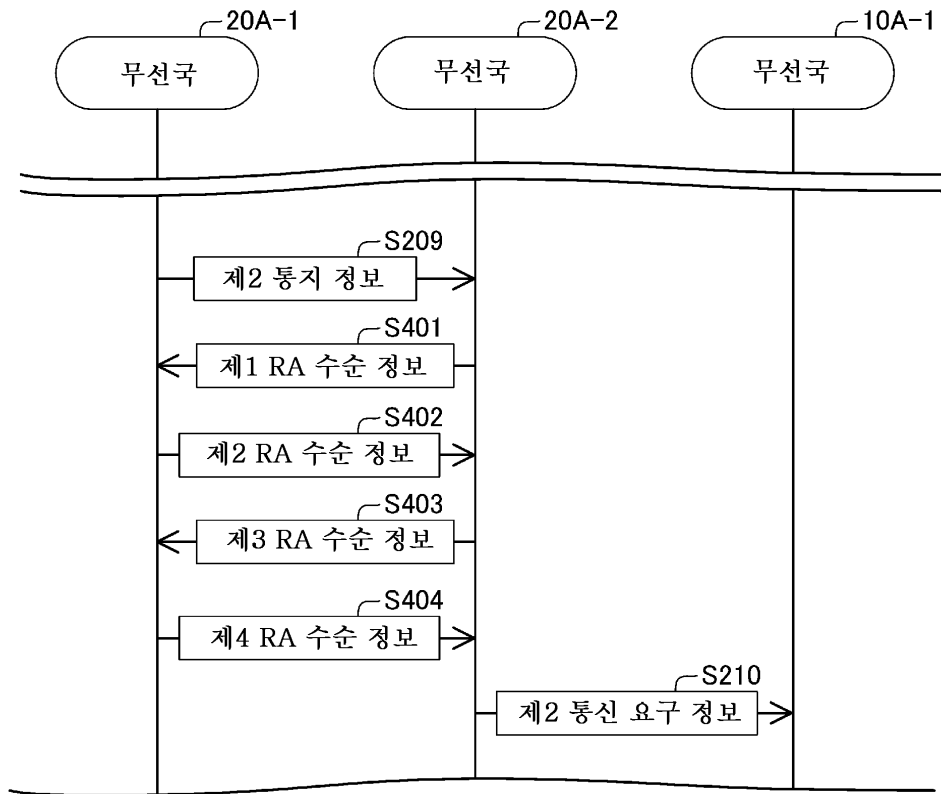 20A-1
20A-2
10A-1
무선국
무선국
무선국
S209
제2 통지 정보
S401
제1 RA 수순 정보
S402
제2 RA 수순 정보
S403
제3 RA 수순 정보
S404
제4 RA 수순 정보
S210
제2 통신 요구 정보